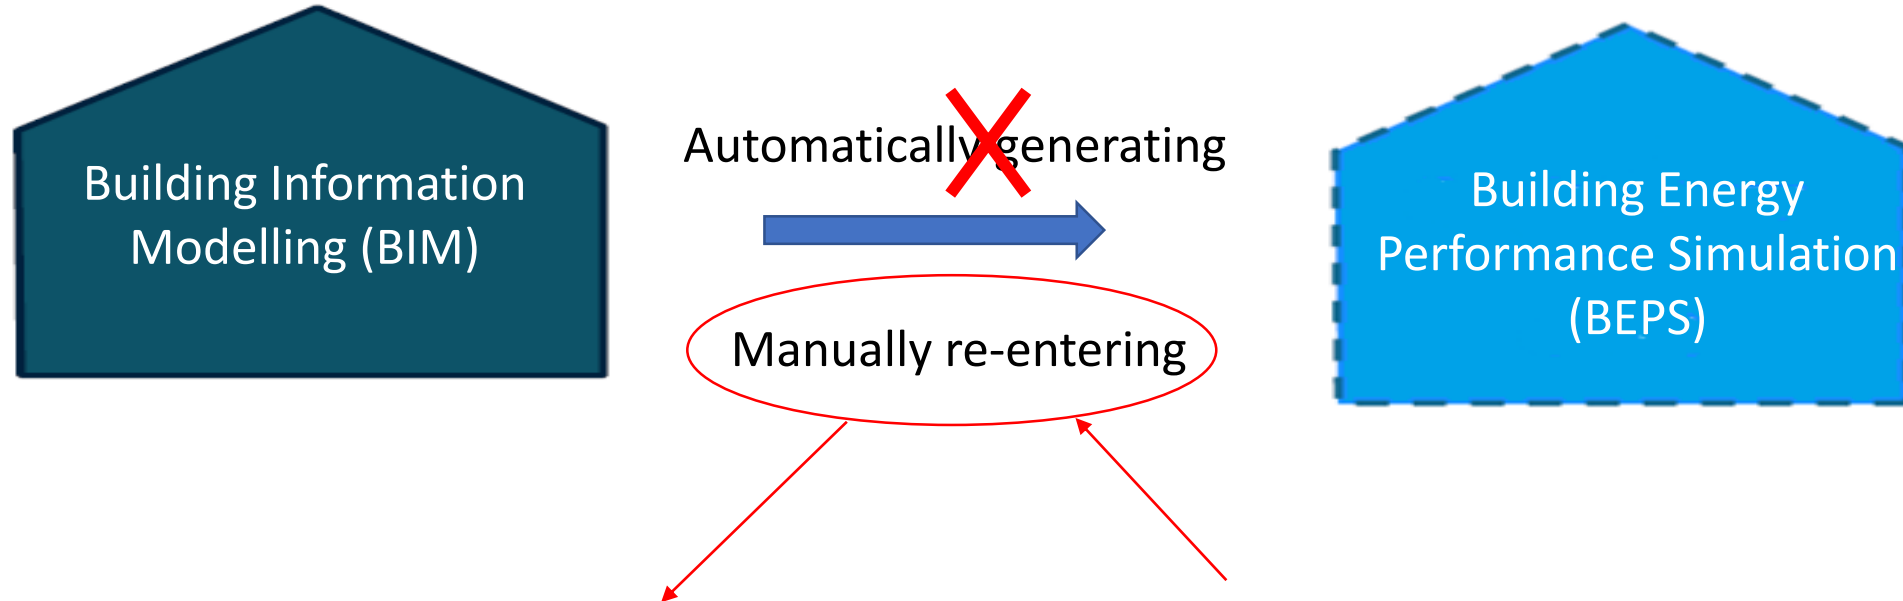 Building Information
Modelling (BIM)
Automatically generating
Manually re-entering
Building Energy
Performance Simulation
(BEPS)